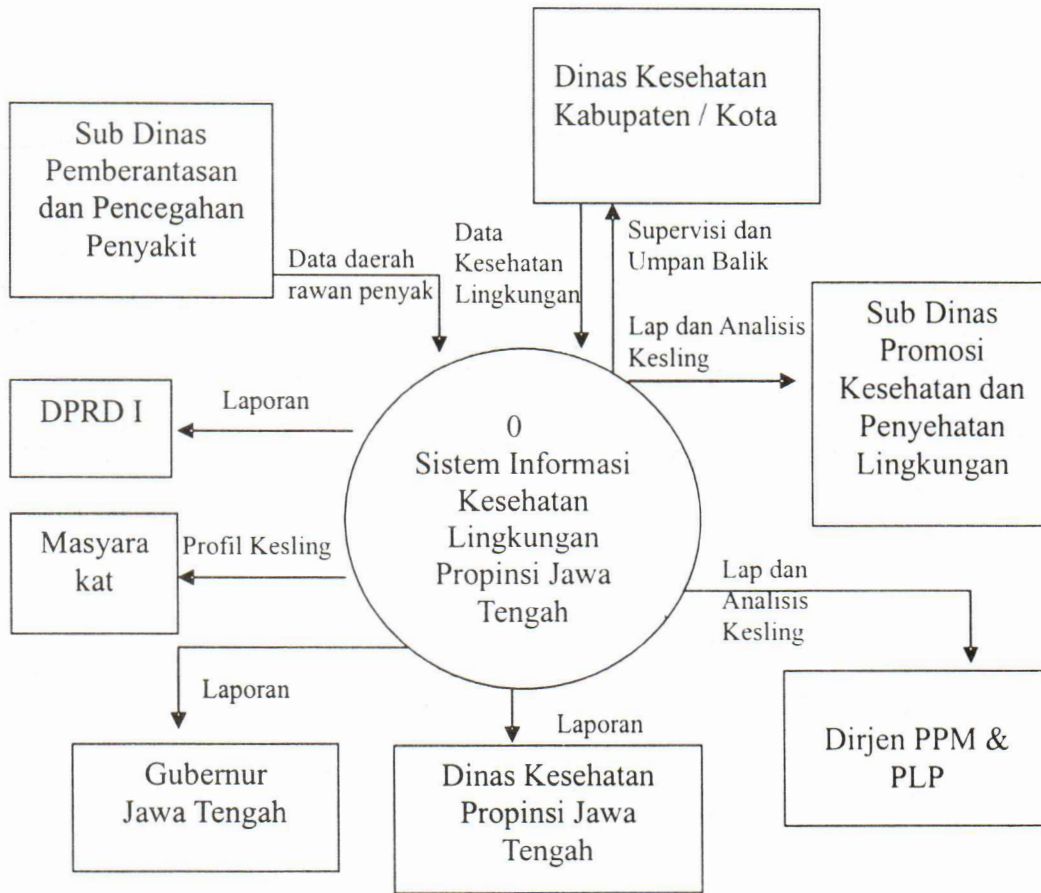 Dinas Kesehatan
Kabupaten / Kota
Sub Dinas
Pemberantasan
dan Pencegahan
Penyakit
Data daerah
rawan penyak
Data
Kesehatan
Lingkungan
Supervisi dan
Umpan Balik
Lap dan Analisis
Kesling
Sub Dinas
Promosi
Kesehatan dan
Penyehatan
Lingkungan
DPRD I
Laporan
0
Sistem Informasi
Kesehatan
Lingkungan
Propinsi Jawa
Tengah
Masyara
kat
Profil Kesling
Lap dan
Analisis
Kesling
Laporan
Gubernur
Jawa Tengah
Laporan
Dinas Kesehatan
Propinsi Jawa
Tengah
Dirjen PPM &
PLP